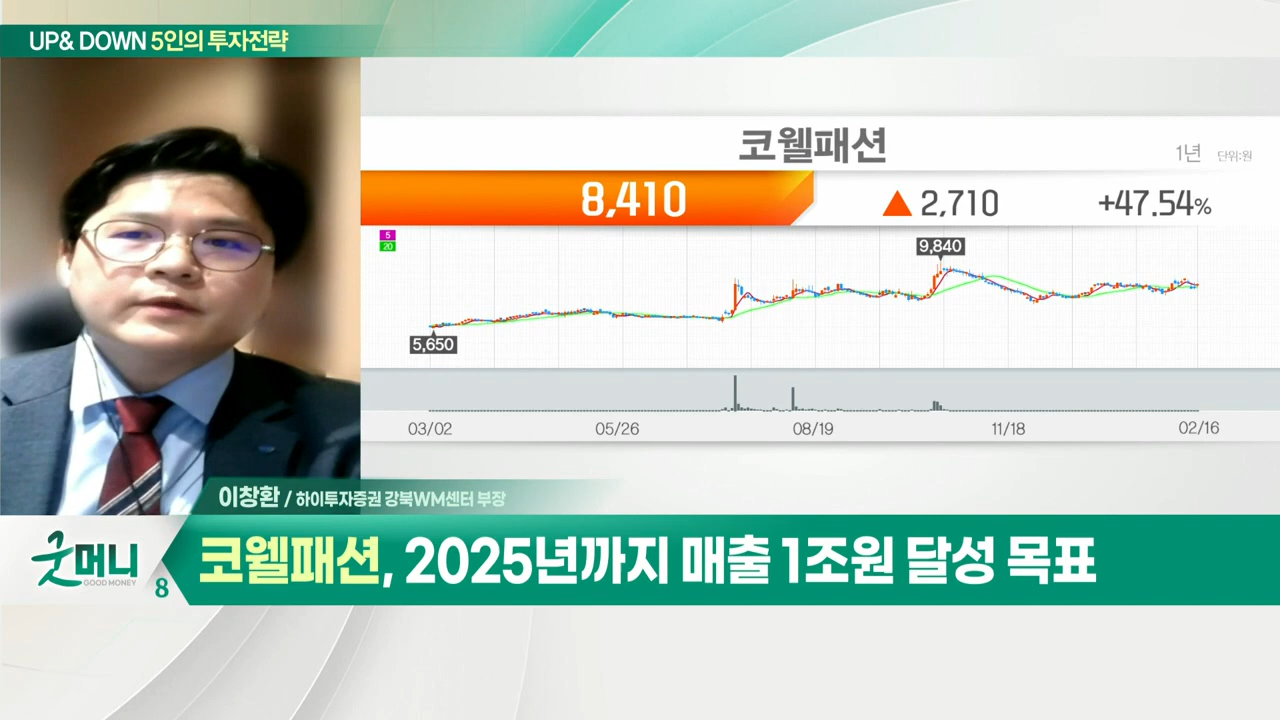 UP& DOWN 5인의 투자전략
코웰패션
1년 단위:원
8,410 ▲ 2,710 +47.54%
5
20
9,840
5,650
03/02 05/26 08/19 11/18 02/16
이창환 / 하이투자증권 강북WM센터 부장
굿머니
GOOD MONEY
8
코웰패션, 2025년까지 매출 1조원 달성 목표